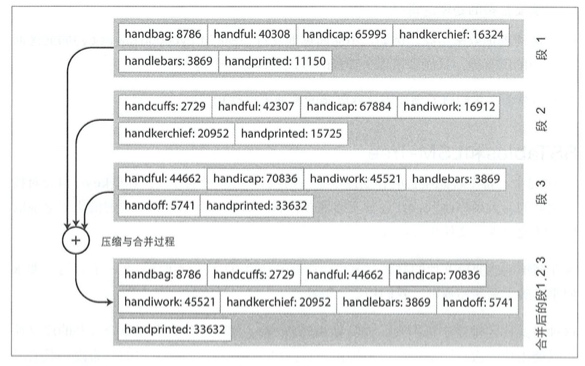 handbag: 8786 handful: 40308 handicap: 65995 handkerchief: 16324
handlebars: 3869 handprinted: 11150
段 1
handcuffs: 2729 handful: 42307 handicap: 67884 handiwork: 16912
handkerchief: 20952 handprinted: 15725
段 2
handful: 44662 handicap: 70836 handiwork: 45521 handlebars: 3869
handoff: 5741 handprinted: 33632
段 3
+ 压缩与合并过程
handbag: 8786 handcuffs: 2729 handful: 44662 handicap: 70836
handiwork: 45521 handkerchief: 20952 handlebars: 3869 handoff: 5741
handprinted: 33632
合并后的段1、2、3